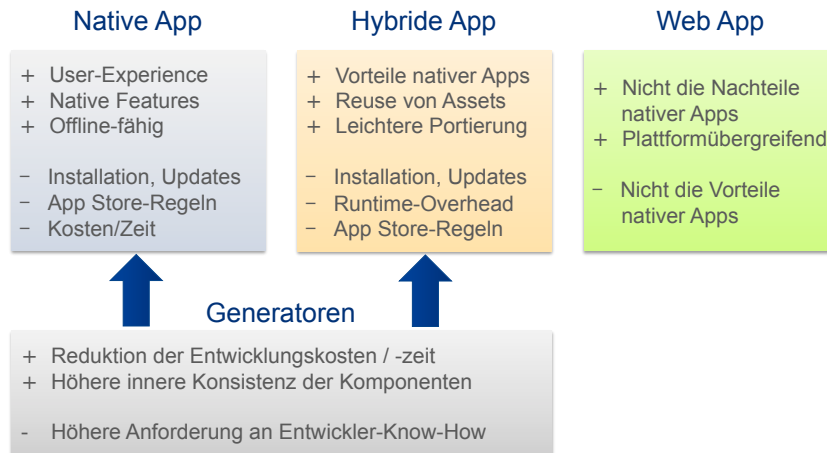 Native App
+ User-Experience
+ Native Features
+ Offline-fähig
− Installation, Updates
− App Store-Regeln
− Kosten/Zeit
Hybride App
+ Vorteile nativer Apps
+ Reuse von Assets
+ Leichtere Portierung
− Installation, Updates
− Runtime-Overhead
− App Store-Regeln
Web App
+ Nicht die Nachteile
nativer Apps
+ Plattformübergreifend
− Nicht die Vorteile
nativer Apps
Generatoren
+ Reduktion der Entwicklungskosten / -zeit
+ Höhere innere Konsistenz der Komponenten
- Höhere Anforderung an Entwickler-Know-How